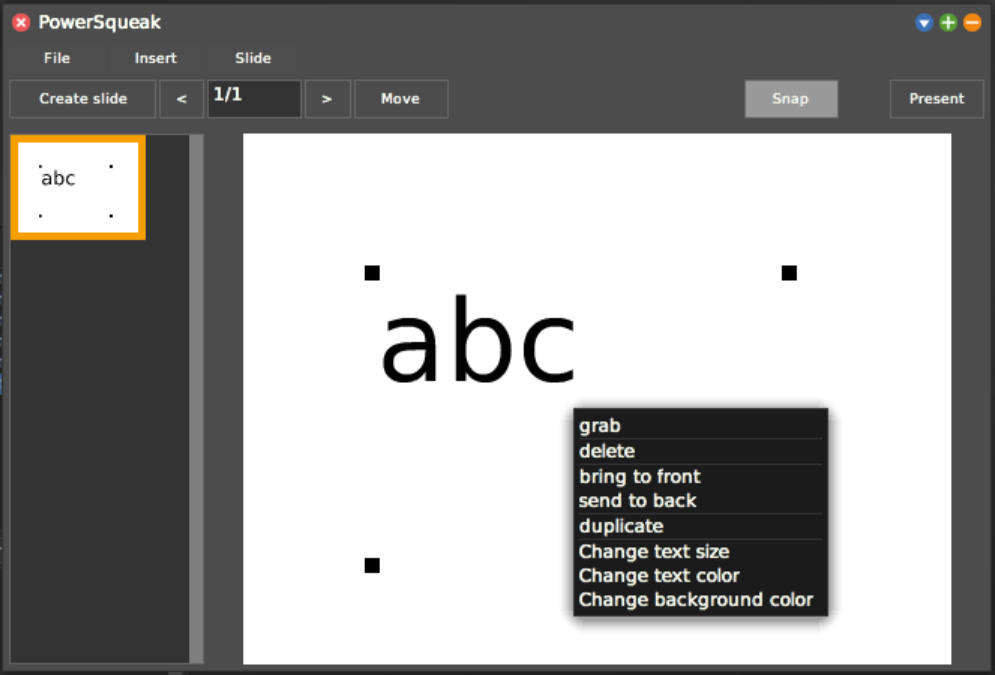 PowerSqueak
File Insert Slide
Create slide < 1/1 > Move Snap Present
abc
abc
grab
delete
bring to front
send to back
duplicate
Change text size
Change text color
Change background color